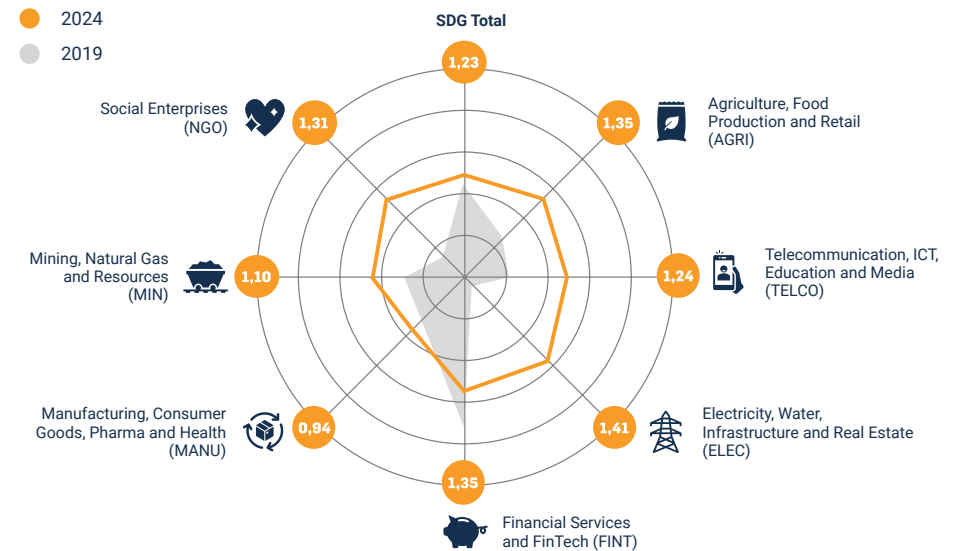 2024
2019
SDG Total
1,23
Social Enterprises
(NGO)
1,31
1,35
Agriculture, Food
Production and Retail
(AGRI)
Mining, Natural Gas
and Resources
(MIN)
1,10
1,24
Telecommunication, ICT,
Education and Media
(TELCO)
Manufacturing, Consumer
Goods, Pharma and Health
(MANU)
0,94
1,41
Electricity, Water,
Infrastructure and Real Estate
(ELEC)
1,35
Financial Services
and FinTech (FINT)